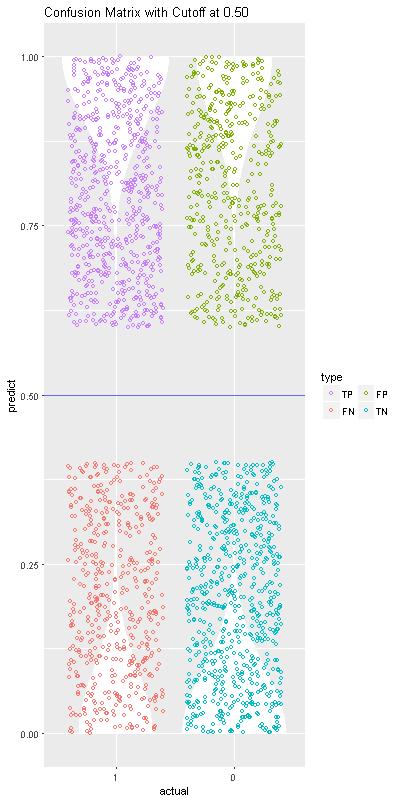 Confusion Matrix with Cutoff at 0.50
1.00
0.75
0.50
0.25
0.00
predict
1 0
actual
type
TP FP
FN TN